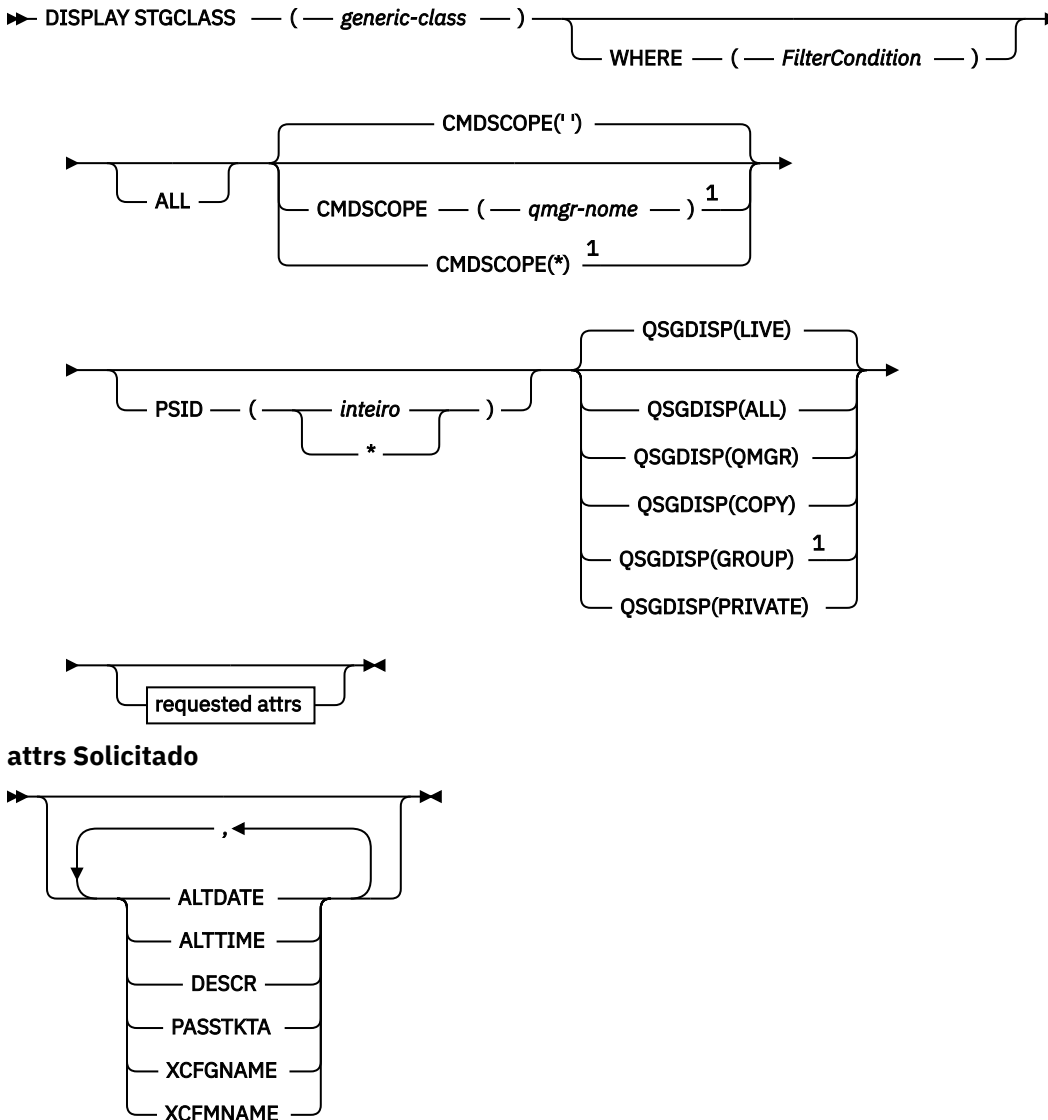 DISPLAY STGCLASS ( generic-class )
WHERE ( FilterCondition )
CMDSCOPE(' ')
ALL
CMDSCOPE ( qmgr-nome ) 1
CMDSCOPE(*) 1
QSGDISP(LIVE)
PSID ( inteiro )
*
QSGDISP(ALL)
QSGDISP(QMGR)
QSGDISP(COPY)
QSGDISP(GROUP) 1
QSGDISP(PRIVATE)
requested attrs
attrs Solicitado
,
ALTDATE
ALTTIME
DESCR
PASSTKTA
XCFGNAME
XCFMNAME